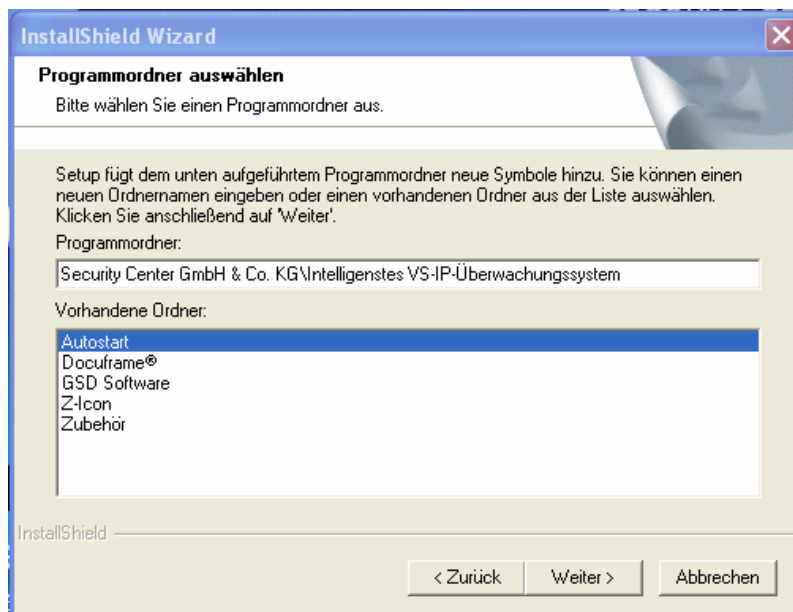 InstallShield Wizard
Programmordner auswählen
Bitte wählen Sie einen Programmordner aus.
Setup fügt dem unten aufgeführtem Programmordner neue Symbole hinzu. Sie können einen
neuen Ordnernamen eingeben oder einen vorhandenen Ordner aus der Liste auswählen.
Klicken Sie anschließend auf 'Weiter'.
Programmordner:
Security Center GmbH & Co. KG\Intelligenstes VS-IP-Überwachungssystem
Vorhandene Ordner:
Autostart
Docuframe®
GSD Software
Z-Icon
Zubehör
InstallShield
< Zurück
Weiter >
Abbrechen